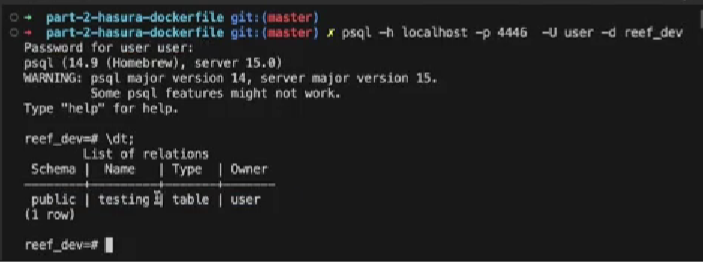 → part-2-hasura-dockerfile git:(master)
→ part-2-hasura-dockerfile git:(master) ✗ psql -h localhost -p 4446 -U user -d reef_dev
Password for user user:
psql (14.9 (Homebrew), server 15.0)
WARNING: psql major version 14, server major version 15.
Some psql features might not work.
Type "help" for help.
reef_dev=# \dt;
List of relations
Schema | Name | Type | Owner
--------+---------+-------+-------
public | testing | table | user
(1 row)
reef_dev=#